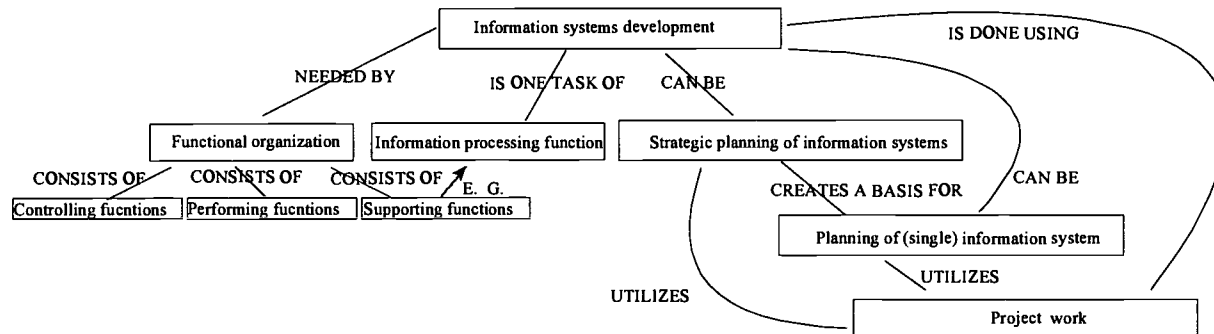 Information systems development
IS DONE USING
NEEDED BY
IS ONE TASK OF
CAN BE
Functional organization
Information processing function
Strategic planning of information systems
CONSISTS OF
CONSISTS OF
CONSISTS OF
E. G.
CREATES A BASIS FOR
CAN BE
Controlling fucntions
Performing fucntions
Supporting functions
Planning of (single) information system
UTILIZES
UTILIZES
Project work